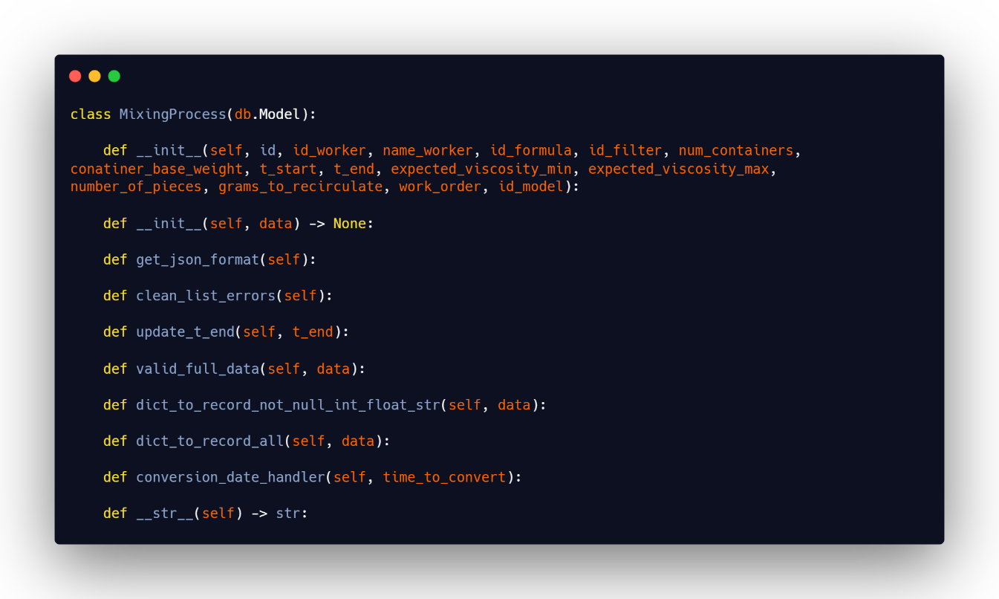 class MixingProcess(db.Model):
    def __init__(self, id, id_worker, name_worker, id_formula, id_filter, num_containers,
conatiner_base_weight, t_start, t_end, expected_viscosity_min, expected_viscosity_max,
number_of_pieces, grams_to_recirculate, work_order, id_model):
    def __init__(self, data) -> None:
    def get_json_format(self):
    def clean_list_errors(self):
    def update_t_end(self, t_end):
    def valid_full_data(self, data):
    def dict_to_record_not_null_int_float_str(self, data):
    def dict_to_record_all(self, data):
    def conversion_date_handler(self, time_to_convert):
    def __str__(self) -> str: